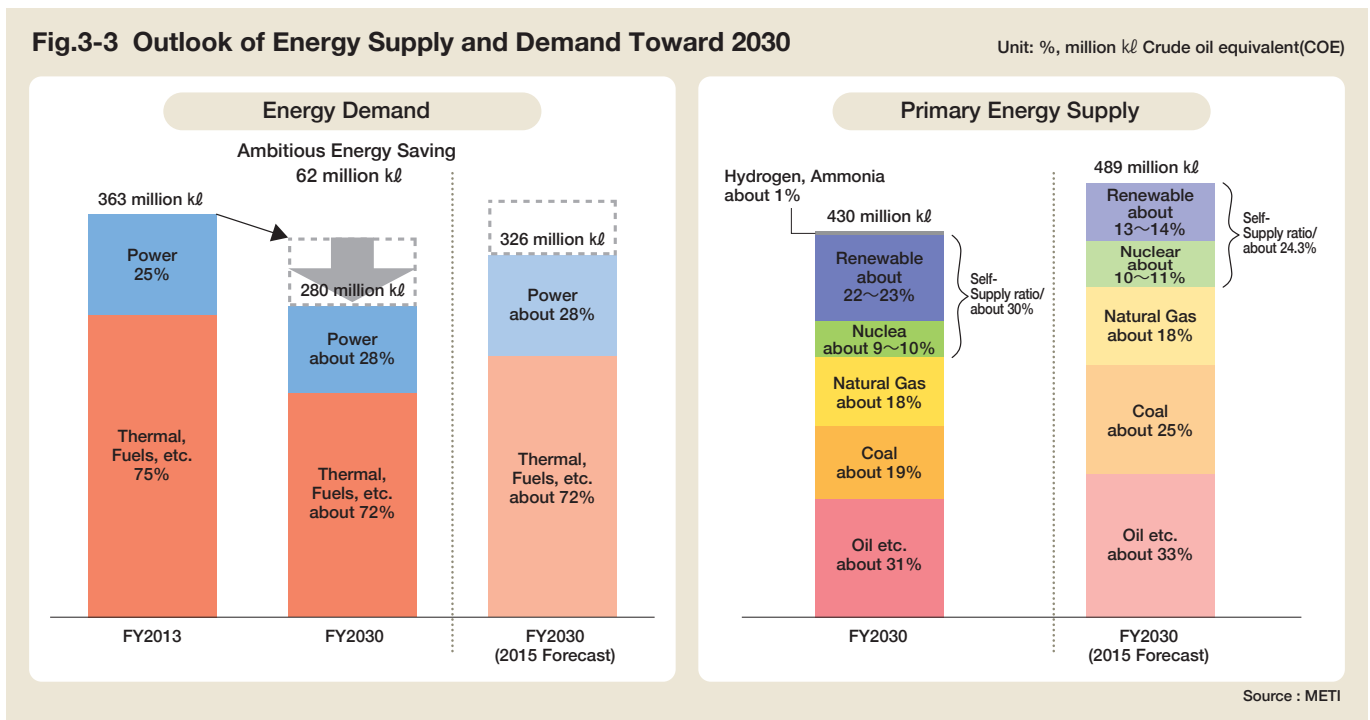 Fig.3-3 Outlook of Energy Supply and Demand Toward 2030
Unit: %, million kℓ Crude oil equivalent(COE)
Energy Demand
Ambitious Energy Saving
62 million kℓ
363 million kℓ
Power
25%
Thermal,
Fuels, etc.
75%
FY2013
280 million kℓ
Power
about 28%
Thermal,
Fuels, etc.
about 72%
FY2030
326 million kℓ
Power
about 28%
Thermal,
Fuels, etc.
about 72%
FY2030
(2015 Forecast)
Primary Energy Supply
Hydrogen, Ammonia
about 1%
430 million kℓ
Renewable
about
22〜23%
Nuclea
about 9〜10%
Self-
Supply ratio/
about 30%
Natural Gas
about 18%
Coal
about 19%
Oil etc.
about 31%
FY2030
489 million kℓ
Renewable
about
13〜14%
Nuclear
about
10〜11%
Self-
Supply ratio/
about 24.3%
Natural Gas
about 18%
Coal
about 25%
Oil etc.
about 33%
FY2030
(2015 Forecast)
Source : METI